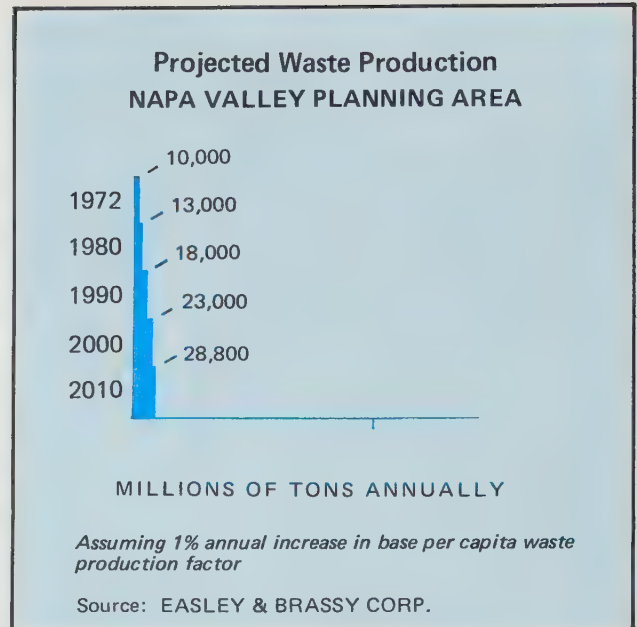 Projected Waste Production
NAPA VALLEY PLANNING AREA
10,000
1972
13,000
1980
18,000
1990
23,000
2000
28,800
2010
MILLIONS OF TONS ANNUALLY
Assuming 1% annual increase in base per capita waste
production factor
Source: EASLEY & BRASSY CORP.